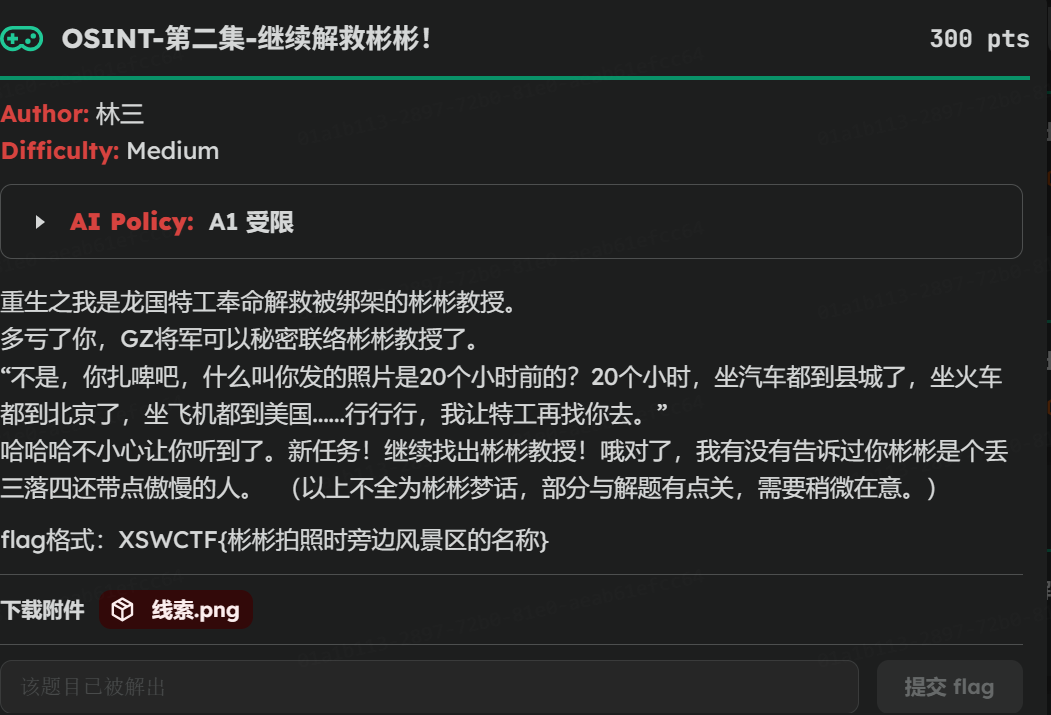 OSINT-第二集-继续解救彬彬！
300 pts
Author: 林三
Difficulty: Medium
AI Policy: A1 受限
重生之我是龙国特工奉命解救被绑架的彬彬教授。
多亏了你，GZ将军可以秘密联络彬彬教授了。
“不是，你扎啤吧，什么叫你发的照片是20个小时前的？20个小时，坐汽车都到县城了，坐火车
都到北京了，坐飞机都到美国......行行行，我让特工再找你去。”
哈哈哈不小心让你听到了。新任务！继续找出彬彬教授！哦对了，我有没有告诉过你彬彬是个丢
三落四还带点傲慢的人。 （以上不全为彬彬梦话，部分与解题有点关，需要稍微在意。）
flag格式：XSWCTF{彬彬拍照时旁边风景区的名称}
下载附件 线索.png
该题目已被解出
提交 flag